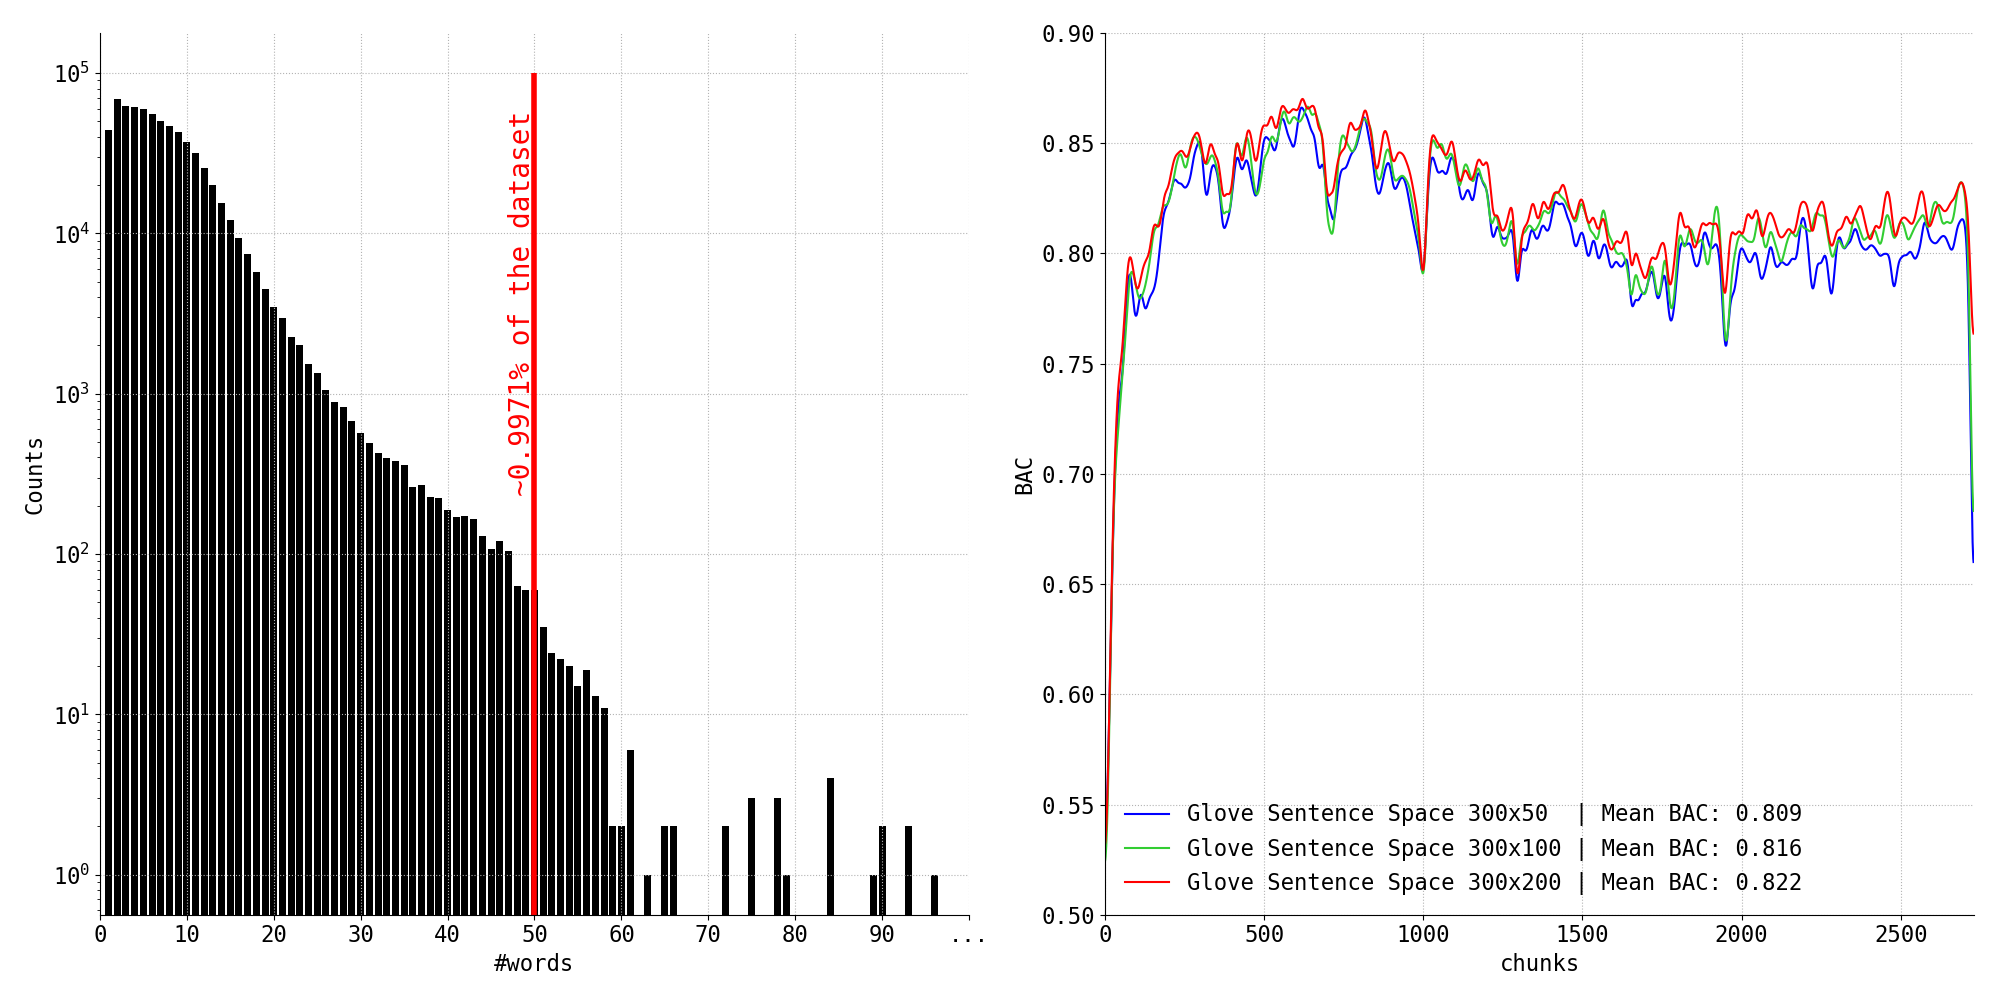 10^5
10^4
10^3
10^2
10^1
10^0
Counts
~0.9971% of the dataset
0 10 20 30 40 50 60 70 80 90 ...
#words
0.90
0.85
0.80
0.75
0.70
0.65
0.60
0.55
0.50
BAC
Glove Sentence Space 300x50 | Mean BAC: 0.809
Glove Sentence Space 300x100 | Mean BAC: 0.816
Glove Sentence Space 300x200 | Mean BAC: 0.822
0 500 1000 1500 2000 2500
chunks